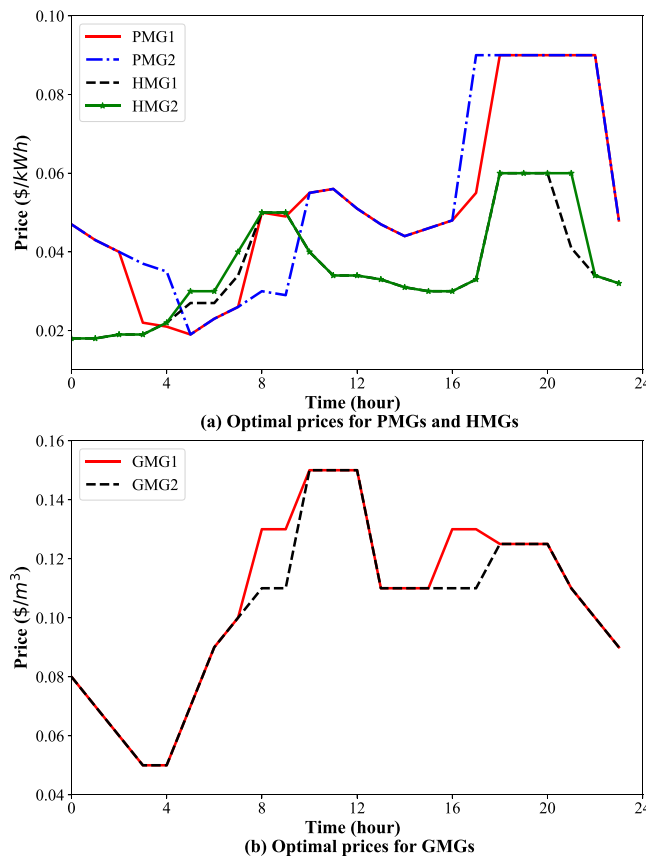 0.10
0.08
0.06
0.04
0.02
Price ($/kWh)
PMG1
PMG2
HMG1
HMG2
0 4 8 12 16 20 24
Time (hour)
(a) Optimal prices for PMGs and HMGs
0.16
0.14
0.12
0.10
0.08
0.06
0.04
Price ($/m³)
GMG1
GMG2
0 4 8 12 16 20 24
Time (hour)
(b) Optimal prices for GMGs